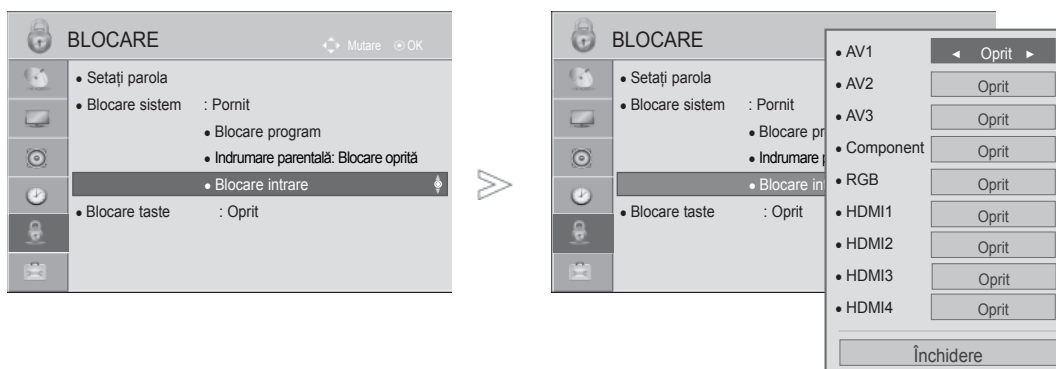 BLOCARE
Mutare OK
• Setați parola
• Blocare sistem : Pornit
• Blocare program
• Indrumare parentală: Blocare oprită
• Blocare intrare
• Blocare taste : Oprit
BLOCARE
• Setați parola
• Blocare sistem : Pornit
• Blocare pr
• Indrumare p
• Blocare in
• Blocare taste : Oprit
• AV1 ◄ Oprit ►
• AV2 Oprit
• AV3 Oprit
• Component Oprit
• RGB Oprit
• HDMI1 Oprit
• HDMI2 Oprit
• HDMI3 Oprit
• HDMI4 Oprit
Închidere